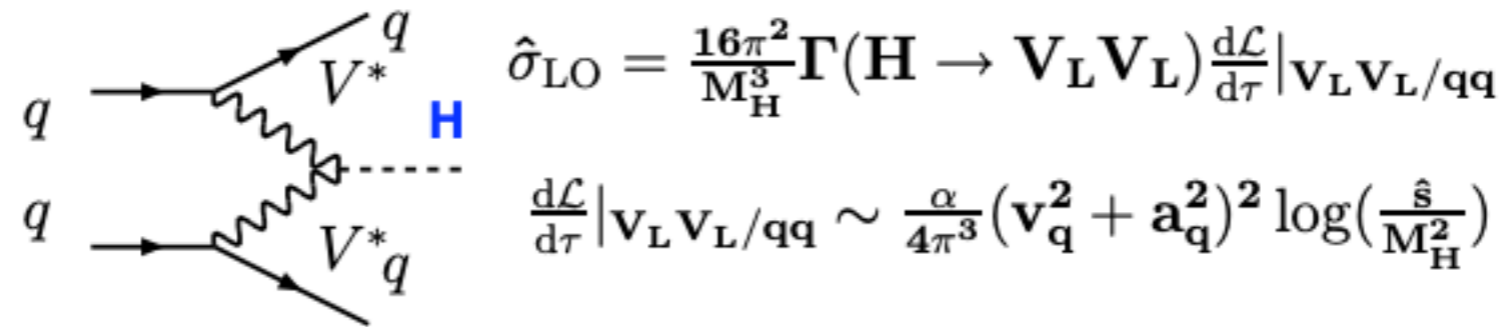 q
V*
q
H
q
V*
q
σ̂_LO = 16π²/M_H³ Γ(H → V_L V_L) dℒ/dτ|_{V_L V_L/qq}
dℒ/dτ|_{V_L V_L/qq} ∼ α/4π³ (v_q² + a_q²)² log(ŝ/M_H²)